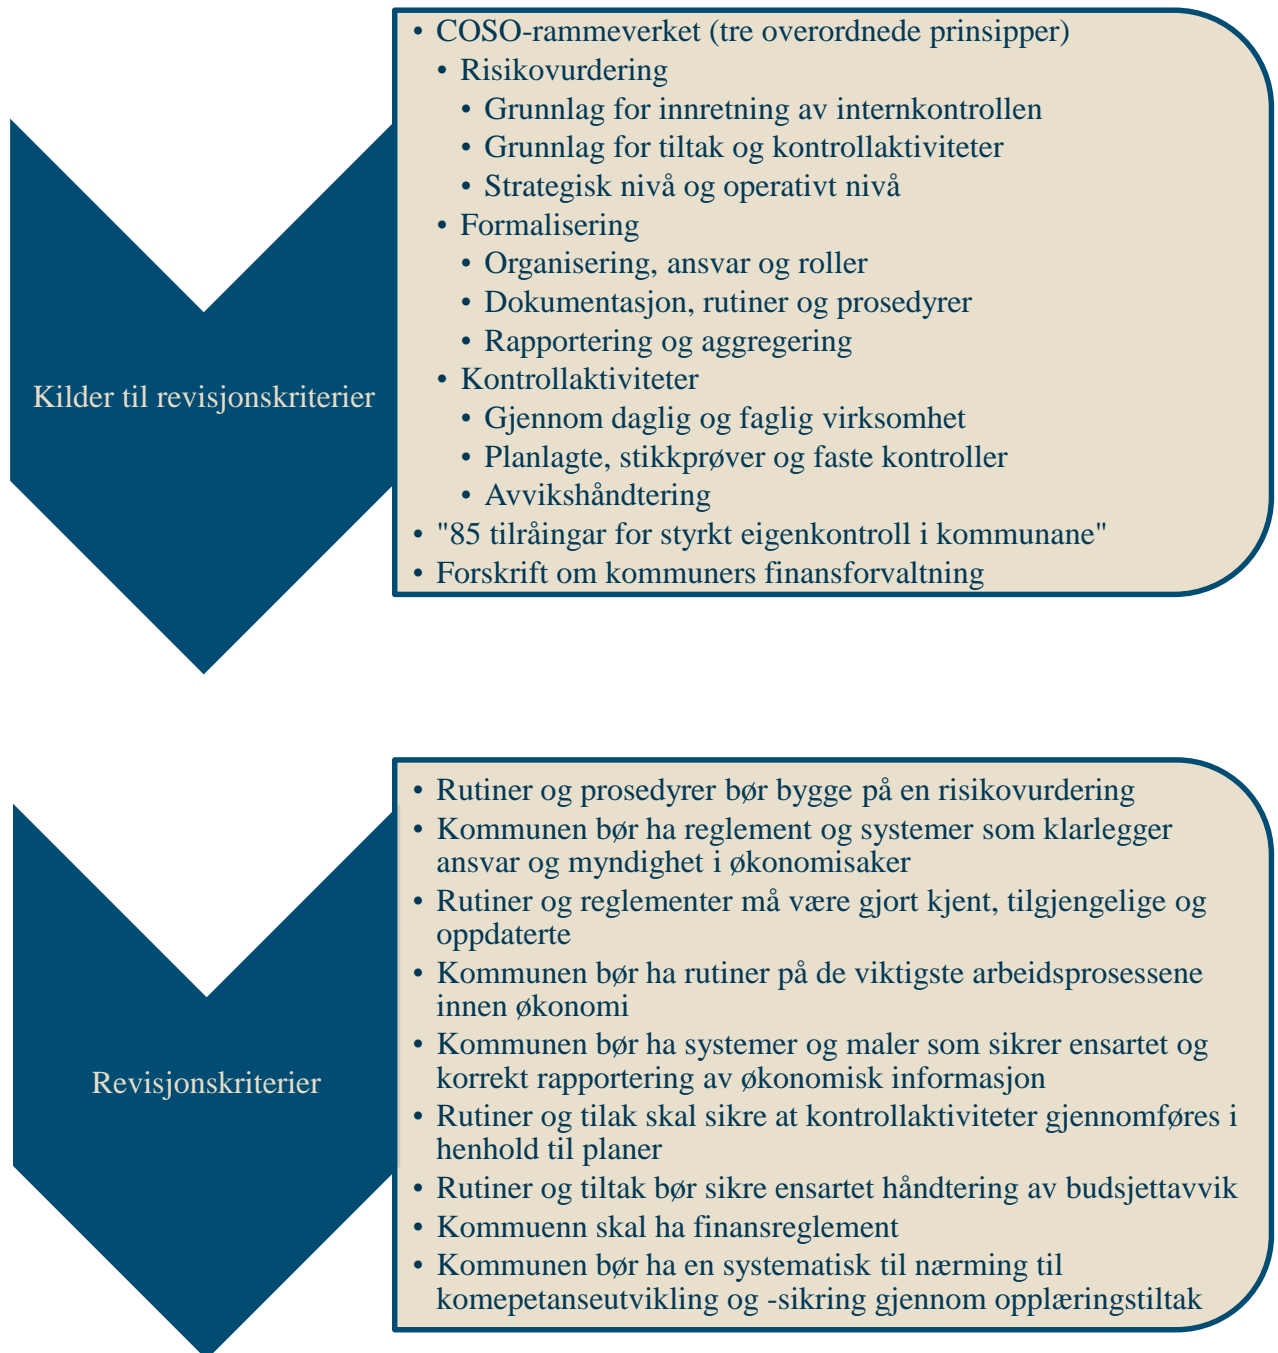 Kilder til revisjonskriterier
• COSO-rammeverket (tre overordnede prinsipper)
• Risikovurdering
• Grunnlag for innretning av internkontrollen
• Grunnlag for tiltak og kontrollaktiviteter
• Strategisk nivå og operativt nivå
• Formalisering
• Organisering, ansvar og roller
• Dokumentasjon, rutiner og prosedyrer
• Rapportering og aggregering
• Kontrollaktiviteter
• Gjennom daglig og faglig virksomhet
• Planlagte, stikkprøver og faste kontroller
• Avvikshåndtering
• "85 tilråingar for styrkt eigenkontroll i kommunane"
• Forskrift om kommuners finansforvaltning
Revisjonskriterier
• Rutiner og prosedyrer bør bygge på en risikovurdering
• Kommunen bør ha reglement og systemer som klarlegger
ansvar og myndighet i økonomisaker
• Rutiner og reglementer må være gjort kjent, tilgjengelige og
oppdaterte
• Kommunen bør ha rutiner på de viktigste arbeidsprosessene
innen økonomi
• Kommunen bør ha systemer og maler som sikrer ensartet og
korrekt rapportering av økonomisk informasjon
• Rutiner og tilak skal sikre at kontrollaktiviteter gjennomføres i
henhold til planer
• Rutiner og tiltak bør sikre ensartet håndtering av budsjettavvik
• Kommuenn skal ha finansreglement
• Kommunen bør ha en systematisk til nærming til
komepetanseutvikling og -sikring gjennom opplæringstiltak